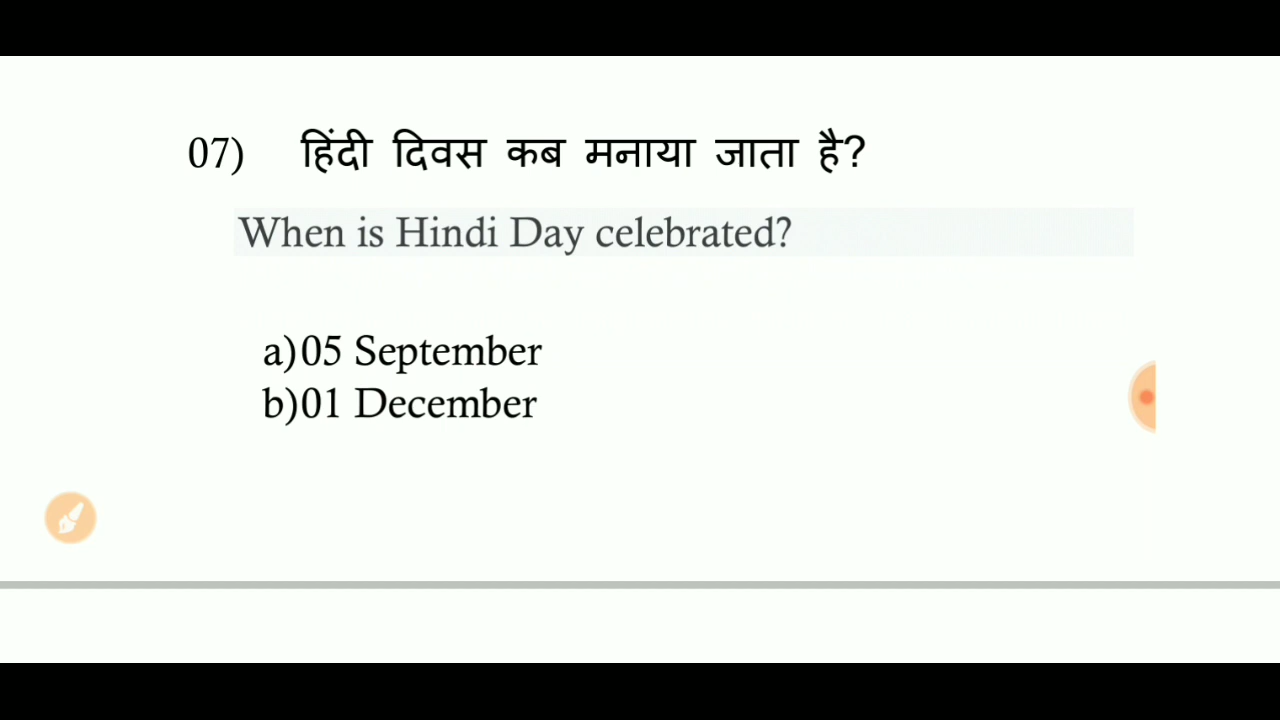 07) हिंदी दिवस कब मनाया जाता है?
When is Hindi Day celebrated?
a)05 September
b)01 December